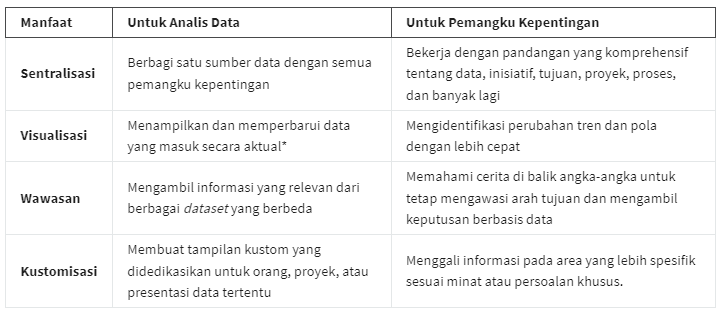 Manfaat
Untuk Analis Data
Untuk Pemangku Kepentingan
Sentralisasi
Berbagi satu sumber data dengan semua
pemangku kepentingan
Bekerja dengan pandangan yang komprehensif
tentang data, inisiatif, tujuan, proyek, proses,
dan banyak lagi
Visualisasi
Menampilkan dan memperbarui data
yang masuk secara aktual*
Mengidentifikasi perubahan tren dan pola
dengan lebih cepat
Wawasan
Mengambil informasi yang relevan dari
berbagai dataset yang berbeda
Memahami cerita di balik angka-angka untuk
tetap mengawasi arah tujuan dan mengambil
keputusan berbasis data
Kustomisasi
Membuat tampilan kustom yang
didedikasikan untuk orang, proyek, atau
presentasi data tertentu
Menggali informasi pada area yang lebih spesifik
sesuai minat atau persoalan khusus.